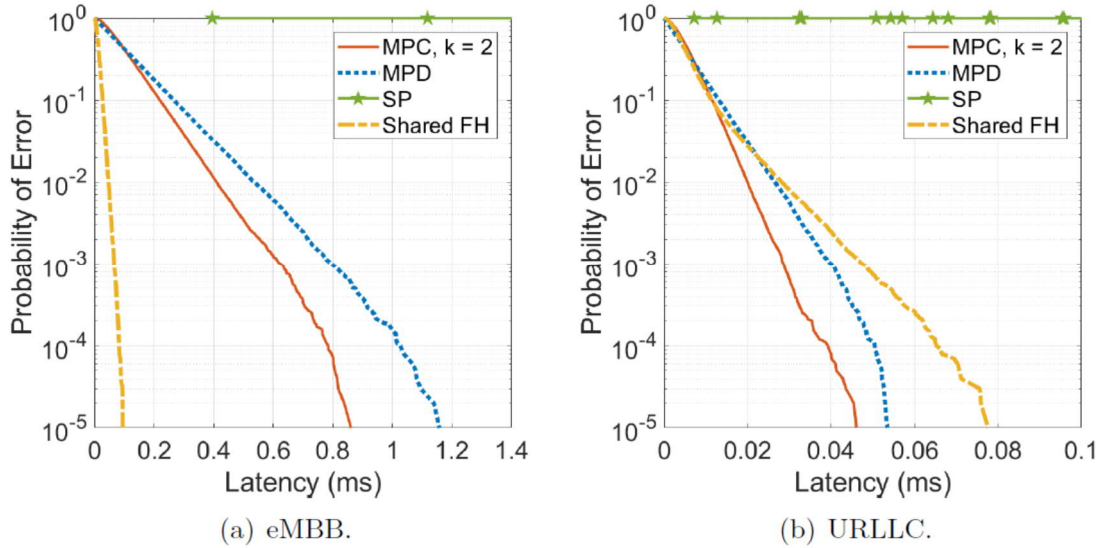 10^0
10^-1
10^-2
10^-3
10^-4
10^-5
Probability of Error
MPC, k = 2
MPD
SP
Shared FH
0 0.2 0.4 0.6 0.8 1 1.2 1.4
Latency (ms)
(a) eMBB.
10^0
10^-1
10^-2
10^-3
10^-4
10^-5
Probability of Error
MPC, k = 2
MPD
SP
Shared FH
0 0.02 0.04 0.06 0.08 0.1
Latency (ms)
(b) URLLC.